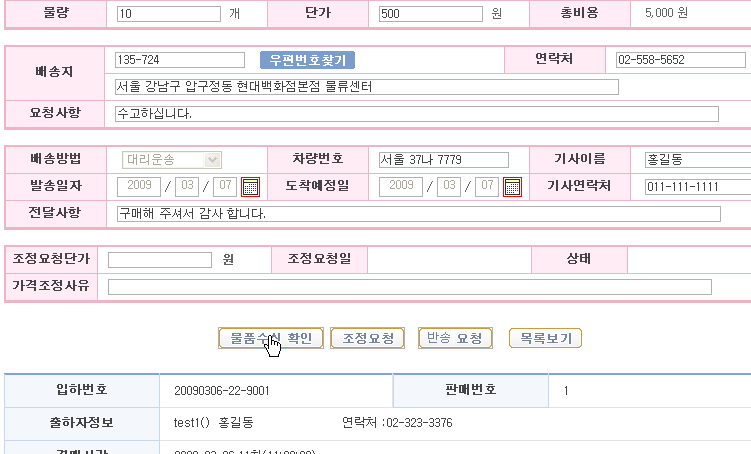 물량 10 개 단가 500 원 총비용 5,000 원
배송지 135-724 우편번호찾기 연락처 02-558-5652
서울 강남구 압구정동 현대백화점본점 물류센터
요청사항 수고하십니다.
배송방법 대리운송 차량번호 서울 37나 7779 기사이름 홍길동
발송일자 2009 / 03 / 07 도착예정일 2009 / 03 / 07 기사연락처 011-111-1111
전달사항 구매해 주셔서 감사 합니다.
조정요청단가 원 조정요청일 상태
가격조정사유
확인 조정요청 반송 요청 목록보기
입하번호 20090306-22-9001 판매번호 1
출하자정보 test1() 홍길동 연락처 :02-323-3376